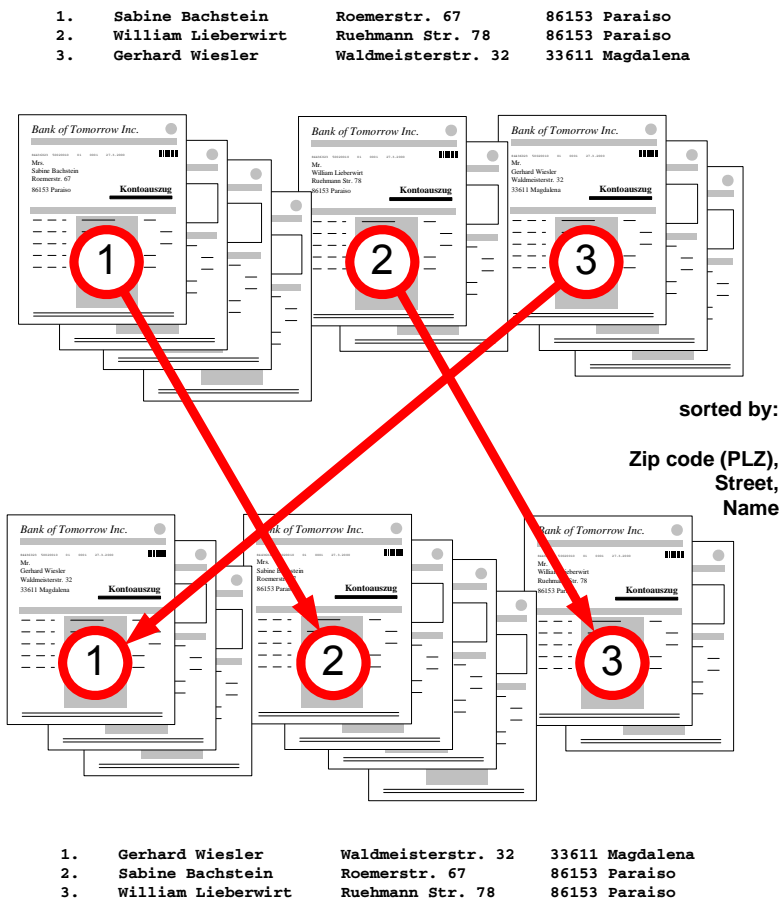 1. Sabine Bachstein Roemerstr. 67 86153 Paraiso
2. William Lieberwirt Ruehmann Str. 78 86153 Paraiso
3. Gerhard Wiesler Waldmeisterstr. 32 33611 Magdalena
Bank of Tomorrow Inc.
Mrs.
Sabine Bachstein
Roemerstr. 67
86153 Paraiso
Kontoauszug
1
Bank of Tomorrow Inc.
Mr.
William Lieberwirt
Ruehmann Str. 78
86153 Paraiso
Kontoauszug
2
Bank of Tomorrow Inc.
Mr.
Gerhard Wiesler
Waldmeisterstr. 32
33611 Magdalena
Kontoauszug
3
sorted by:
Zip code (PLZ),
Street,
Name
Bank of Tomorrow Inc.
Mr.
Gerhard Wiesler
Waldmeisterstr. 32
33611 Magdalena
Kontoauszug
1
Bank of Tomorrow Inc.
Mrs.
Sabine Bachstein
Roemerstr. 67
86153 Paraiso
Kontoauszug
2
Bank of Tomorrow Inc.
Mr.
William Lieberwirt
Ruehmann Str. 78
86153 Paraiso
Kontoauszug
3
1. Gerhard Wiesler Waldmeisterstr. 32 33611 Magdalena
2. Sabine Bachstein Roemerstr. 67 86153 Paraiso
3. William Lieberwirt Ruehmann Str. 78 86153 Paraiso